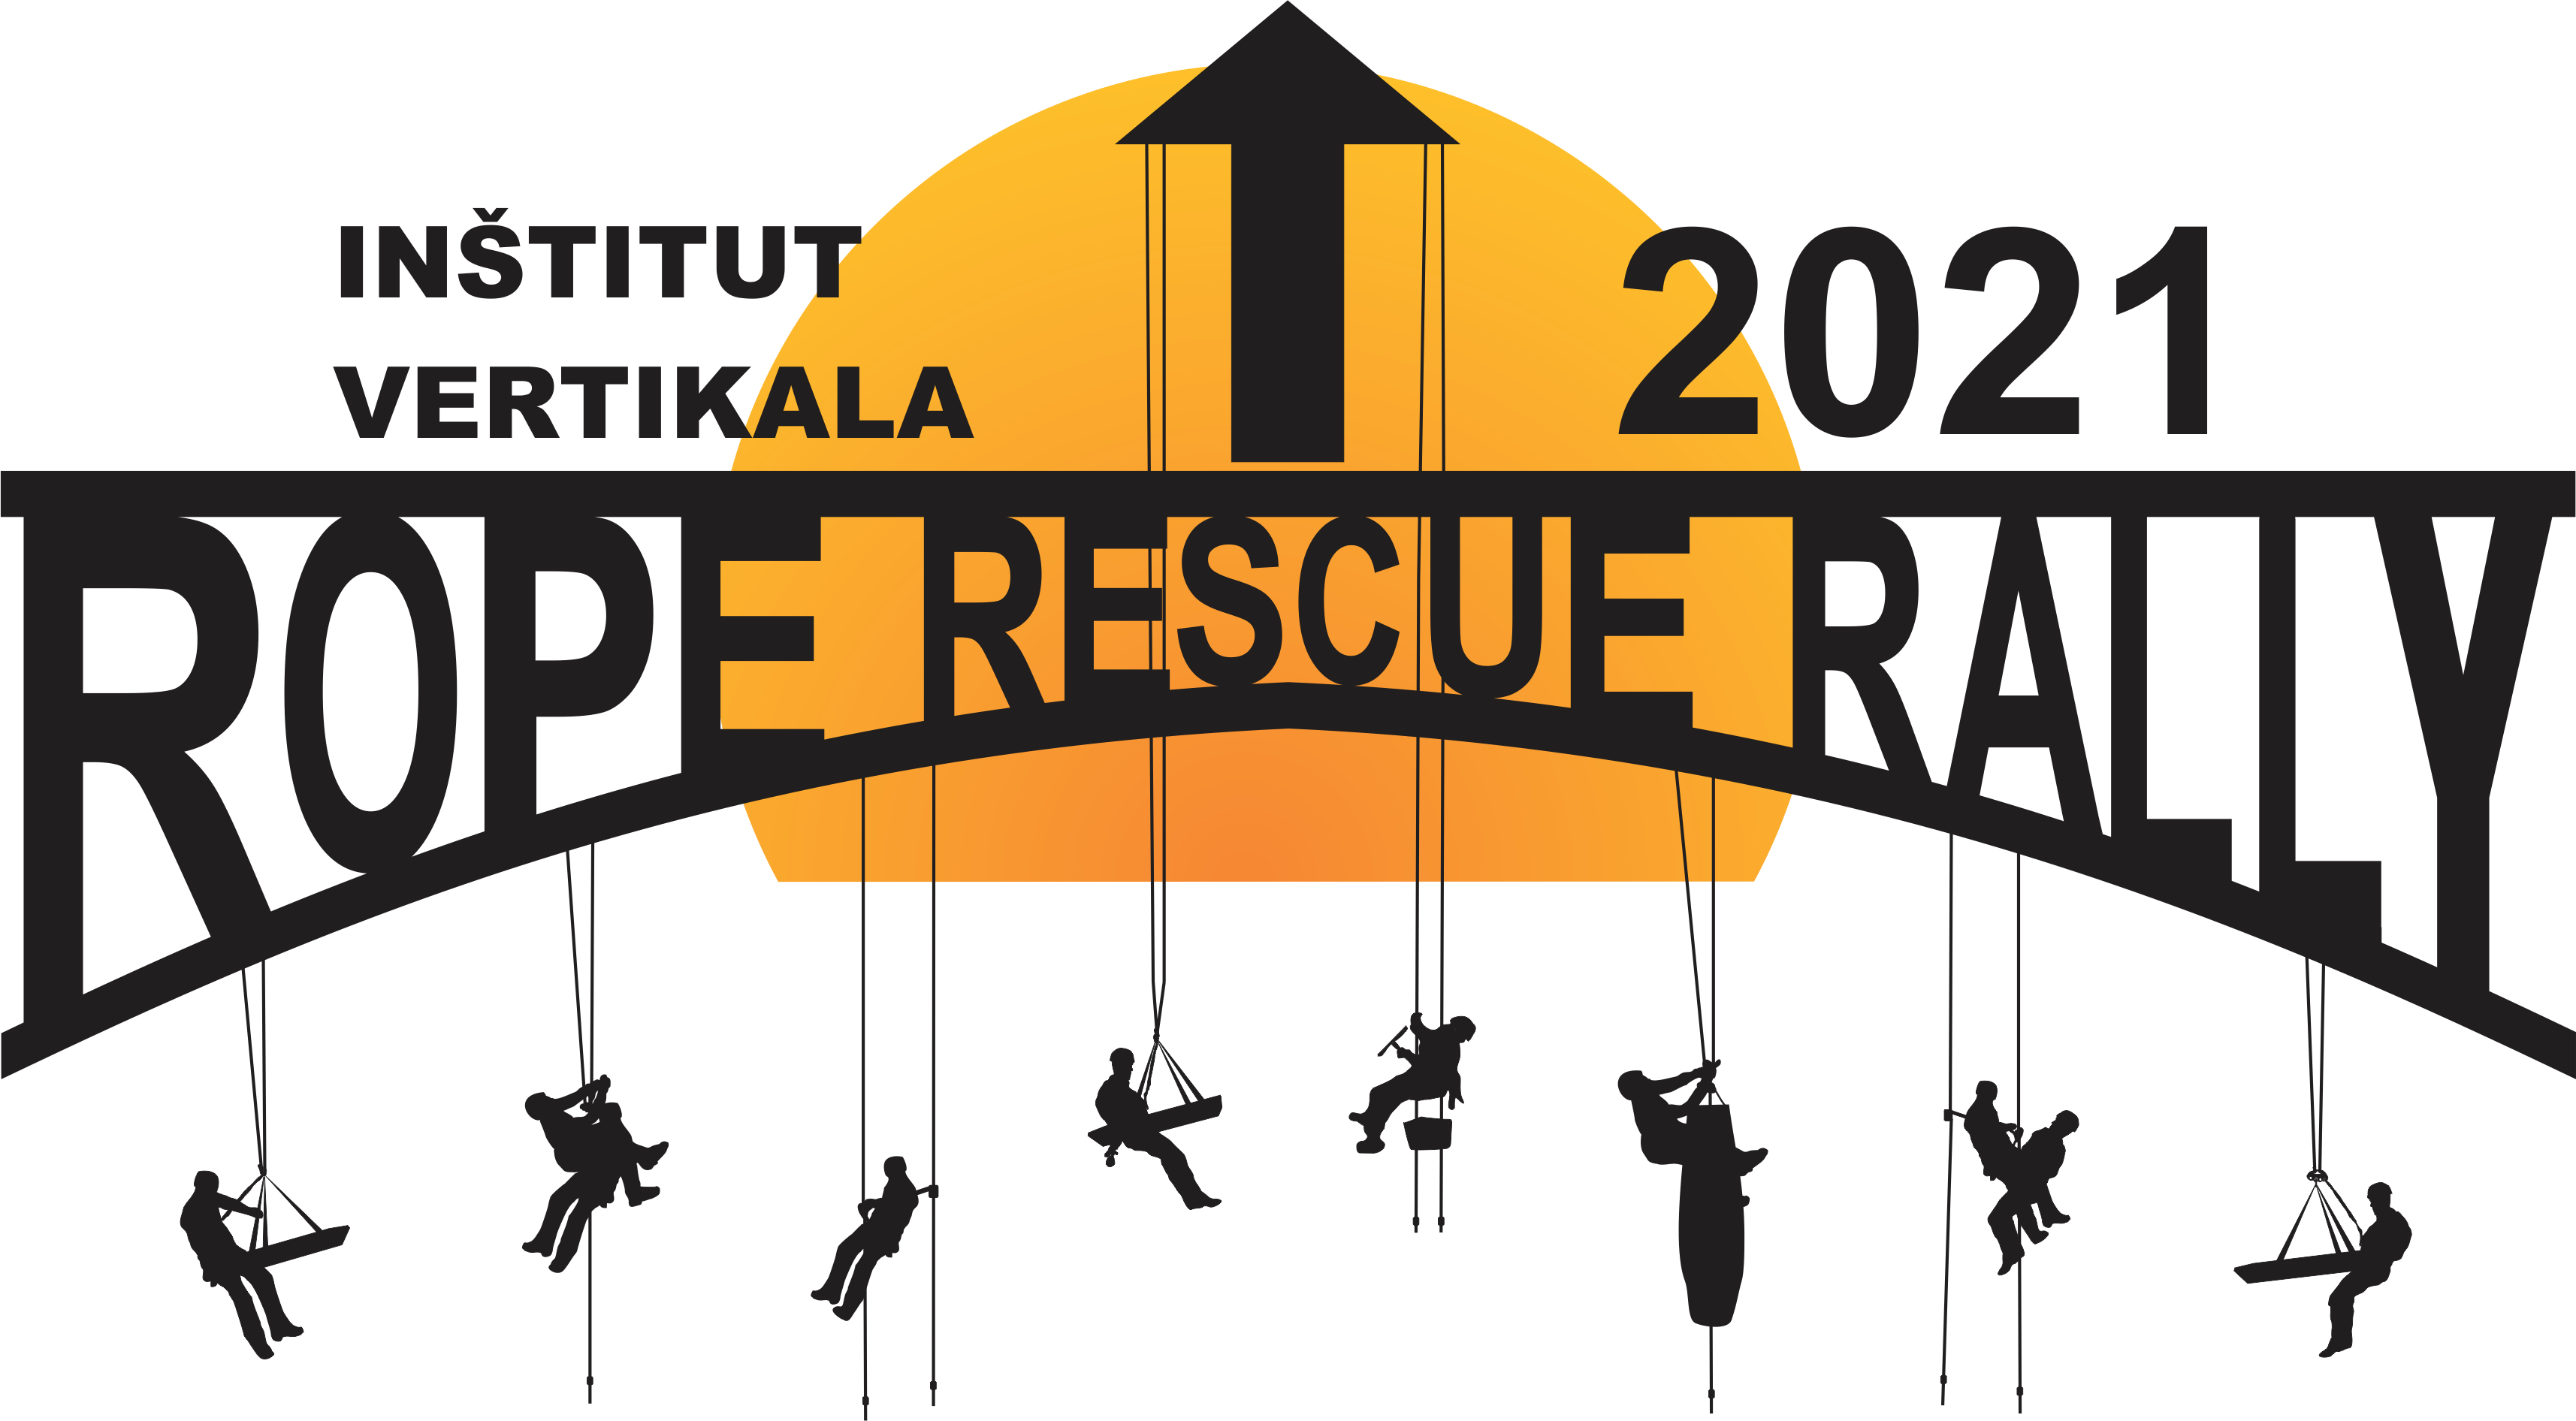 INŠTITUT
VERTIKALA
2021
ROPE RESCUE RALLY